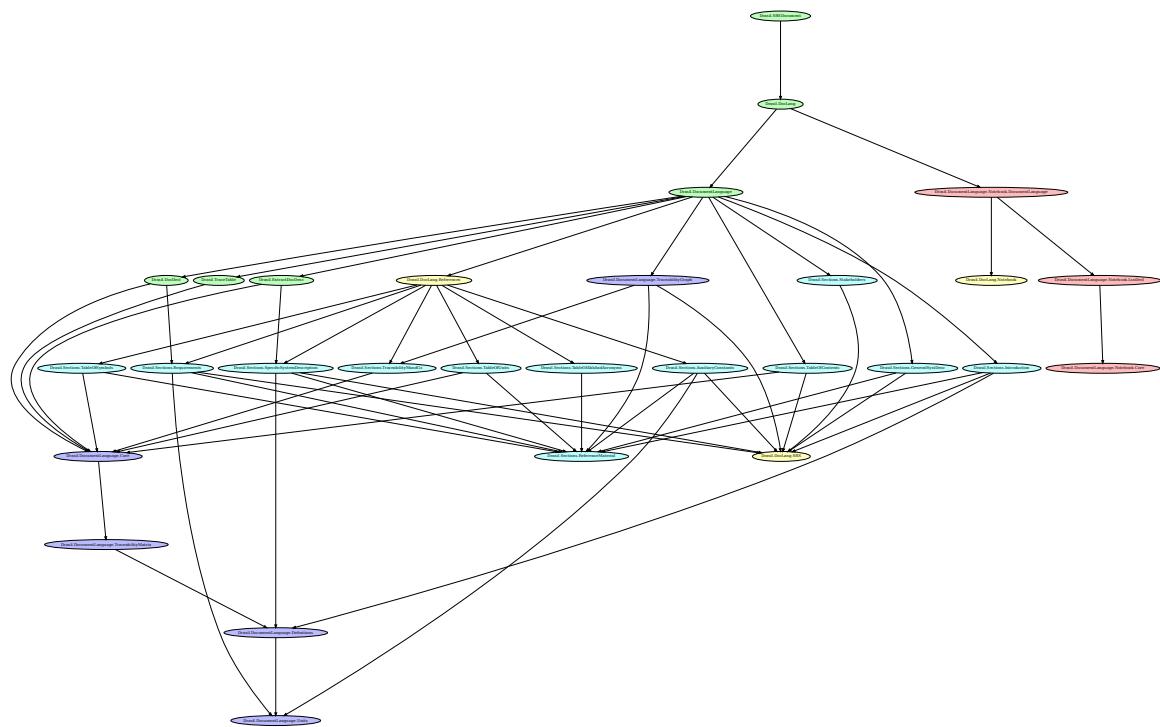 Drasil.SRSDocument
Drasil.DocLang
Drasil.DocumentLanguage
Drasil.DocumentLanguage.Notebook.DocumentLanguage
Drasil.DocDecl
Drasil.TraceTable
Drasil.ExtractDocDesc
Drasil.DocLang.References
Drasil.DocumentLanguage.TraceabilityGraph
Drasil.Sections.Stakeholders
Drasil.DocLang.Notebook
Drasil.DocumentLanguage.Notebook.LsnDecl
Drasil.Sections.TableOfSymbols
Drasil.Sections.Requirements
Drasil.Sections.SpecificSystemDescription
Drasil.Sections.TraceabilityMandGs
Drasil.Sections.TableOfUnits
Drasil.Sections.TableOfAbbAndAcronyms
Drasil.Sections.AuxiliaryConstants
Drasil.Sections.TableOfContents
Drasil.Sections.GeneralSystDesc
Drasil.Sections.Introduction
Drasil.DocumentLanguage.Notebook.Core
Drasil.DocumentLanguage.Core
Drasil.Sections.ReferenceMaterial
Drasil.DocLang.SRS
Drasil.DocumentLanguage.TraceabilityMatrix
Drasil.DocumentLanguage.Definitions
Drasil.DocumentLanguage.Units